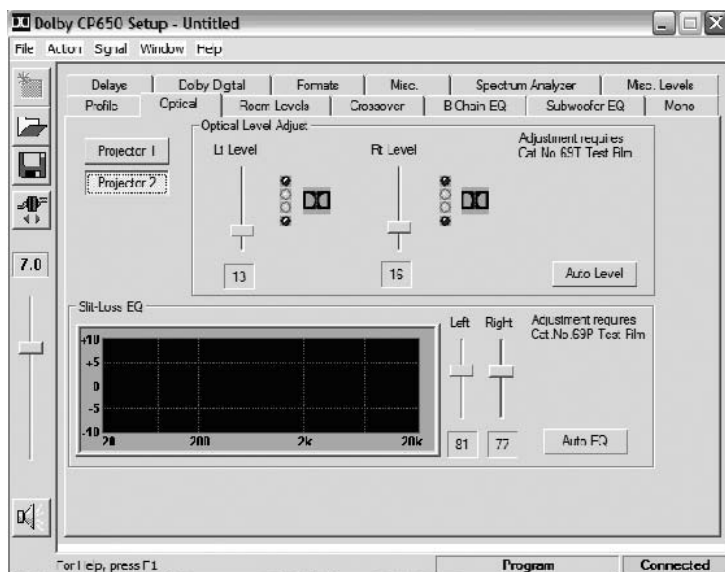 Dolby CP650 Setup - Untitled
File Action Signal Window Help
Delays Dolby Digital Formats Misc. Spectrum Analyzer Misc. Levels
Profile Optical Room Levels Crossover B Chain EQ Subwoofer EQ Mono
Optical Level Adjust
Projector 1
Projector 2
Lt Level
Rt Level
Adjustment requires
Cat.No.69T Test Film
13
16
Auto Level
7.0
Slit-Loss EQ
+10
+5
0
-5
-10
20 200 2k 20k
Left Right
Adjustment requires
Cat.No.69P Test Film
81 77
Auto EQ
For Help, press F1
Program
Connected